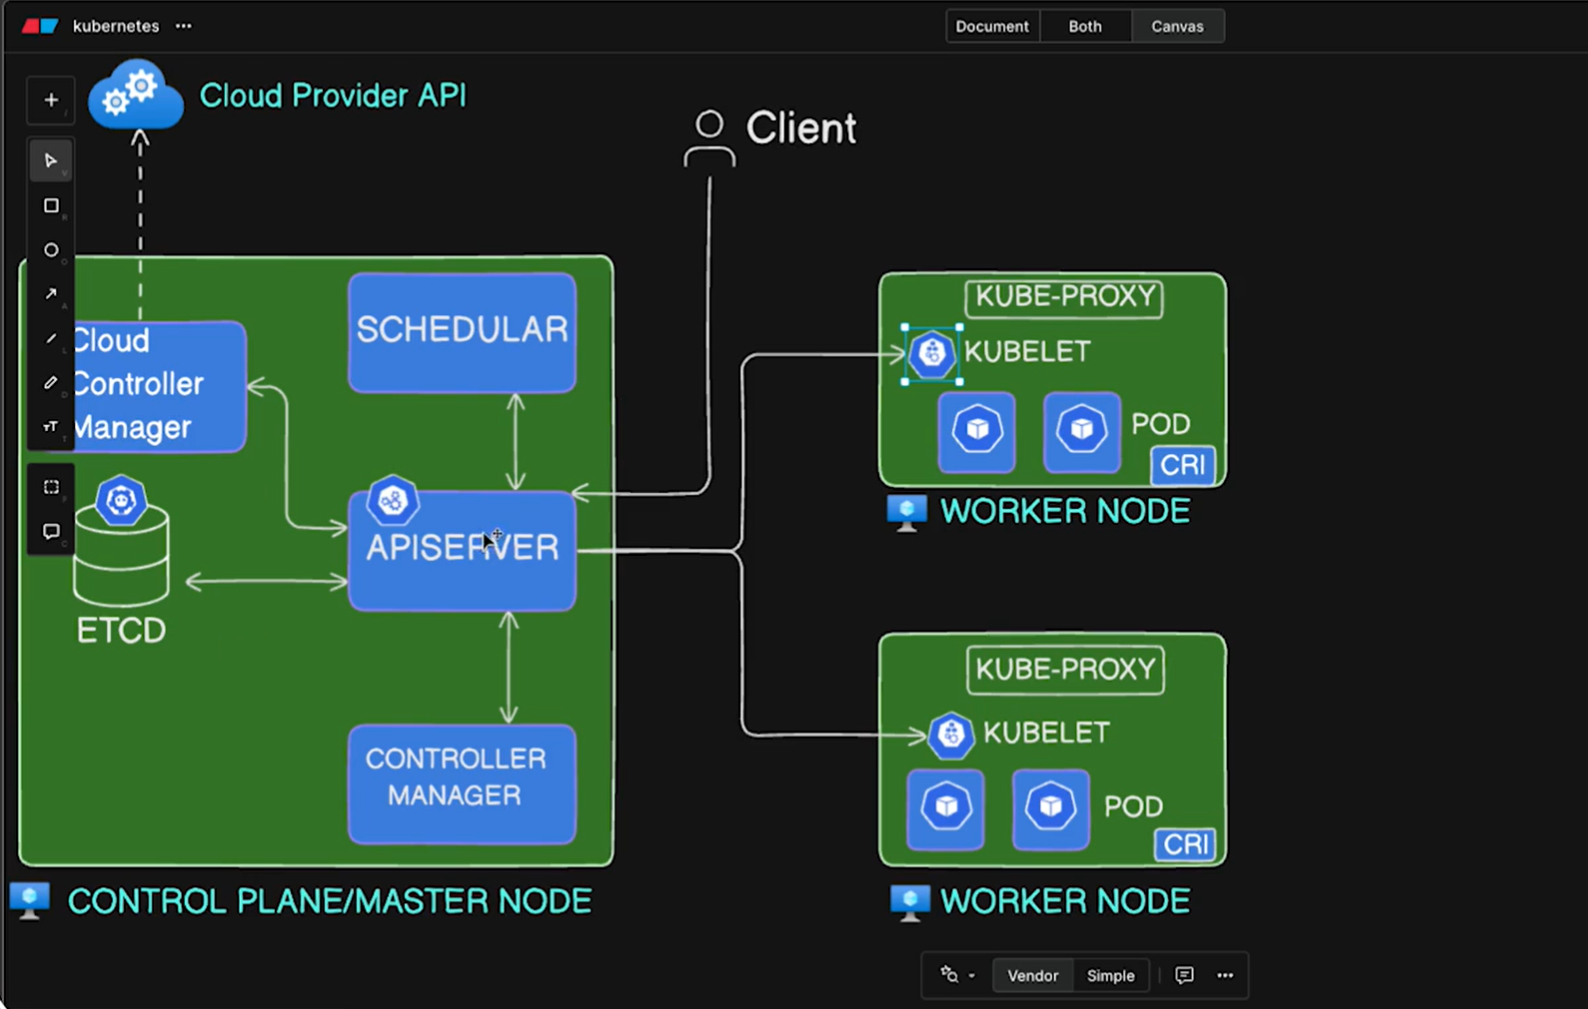 kubernetes
Document
Both
Canvas
Cloud Provider API
Client
SCHEDULAR
Cloud
Controller
Manager
APISERVER
ETCD
CONTROLLER
MANAGER
CONTROL PLANE/MASTER NODE
KUBE-PROXY
KUBELET
POD
CRI
WORKER NODE
KUBE-PROXY
KUBELET
POD
CRI
WORKER NODE
Vendor
Simple